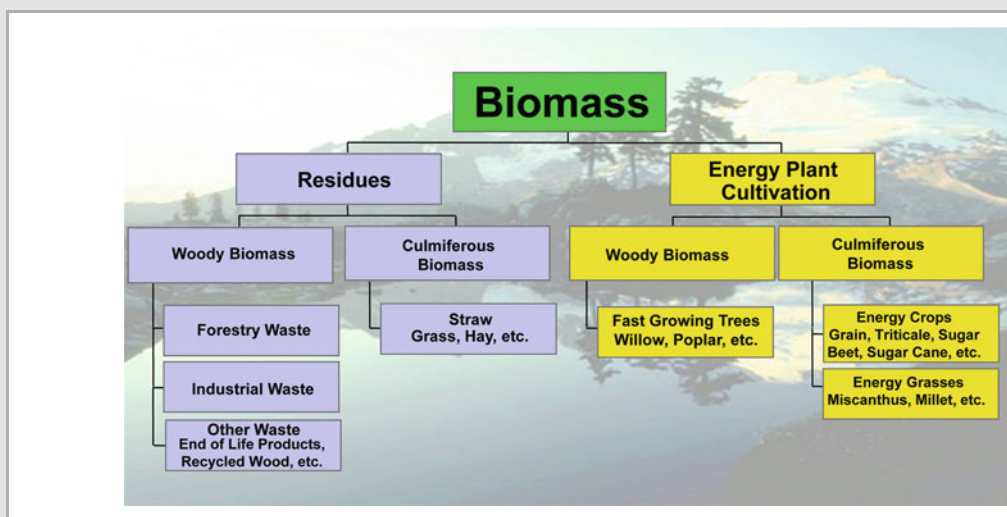 Biomass
Residues
Energy Plant
Cultivation
Woody Biomass
Culmiferous
Biomass
Woody Biomass
Culmiferous
Biomass
Forestry Waste
Straw
Grass, Hay, etc.
Fast Growing Trees
Willow, Poplar, etc.
Energy Crops
Grain, Triticale, Sugar
Beet, Sugar Cane, etc.
Industrial Waste
Energy Grasses
Miscanthus, Millet, etc.
Other Waste
End of Life Products,
Recycled Wood, etc.